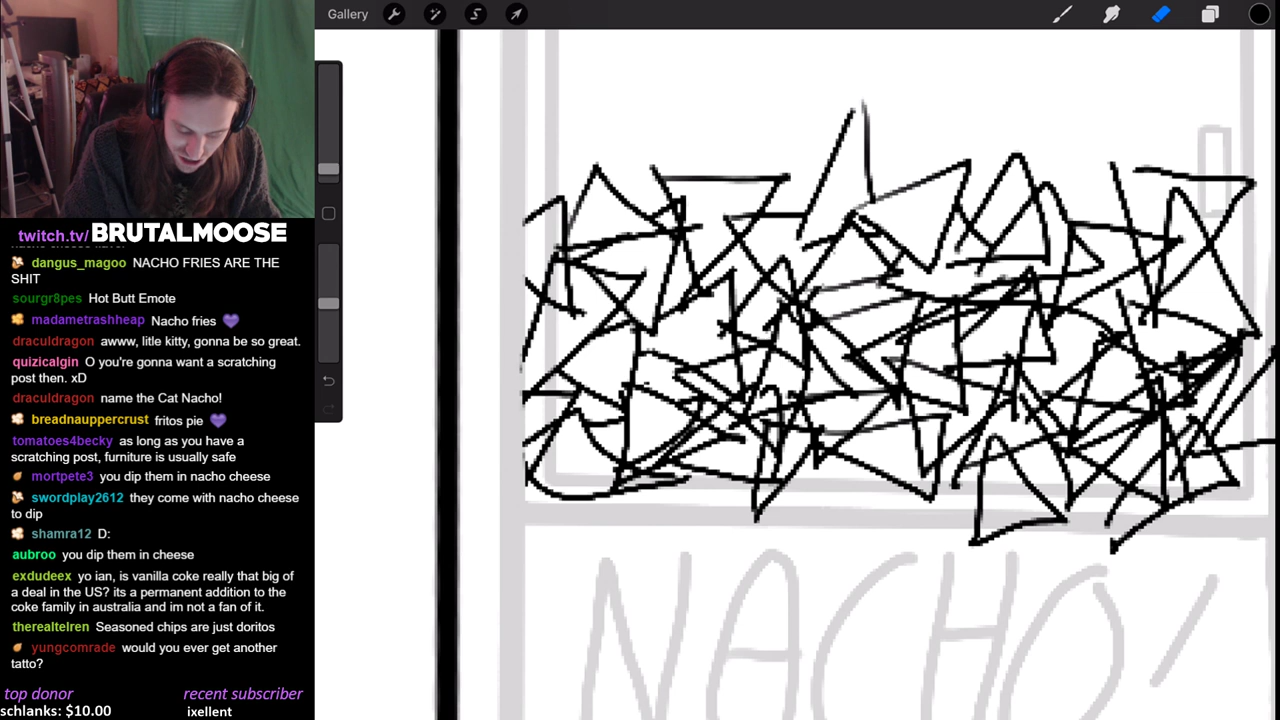 Gallery
twitch.tv/BRUTALMOOSE
dangus_magoo NACHO FRIES ARE THE
SHIT
sourgr8pes Hot Butt Emote
madametrashheap Nacho fries
draculdragon awww, litle kitty, gonna be so great.
quizicalgin O you're gonna want a scratching
post then. xD
draculdragon name the Cat Nacho!
breadnauppercrust fritos pie
tomatoes4becky as long as you have a
scratching post, furniture is usually safe
mortpete3 you dip them in nacho cheese
swordplay2612 they come with nacho cheese
to dip
shamra12 D:
aubroo you dip them in cheese
exdudeex yo ian, is vanilla coke really that big of
a deal in the US? its a permanent addition to the
coke family in australia and im not a fan of it.
therealtelren Seasoned chips are just doritos
yungcomrade would you ever get another
tatto?
top donor
schlanks: $10.00
recent subscriber
ixellent
NACHO